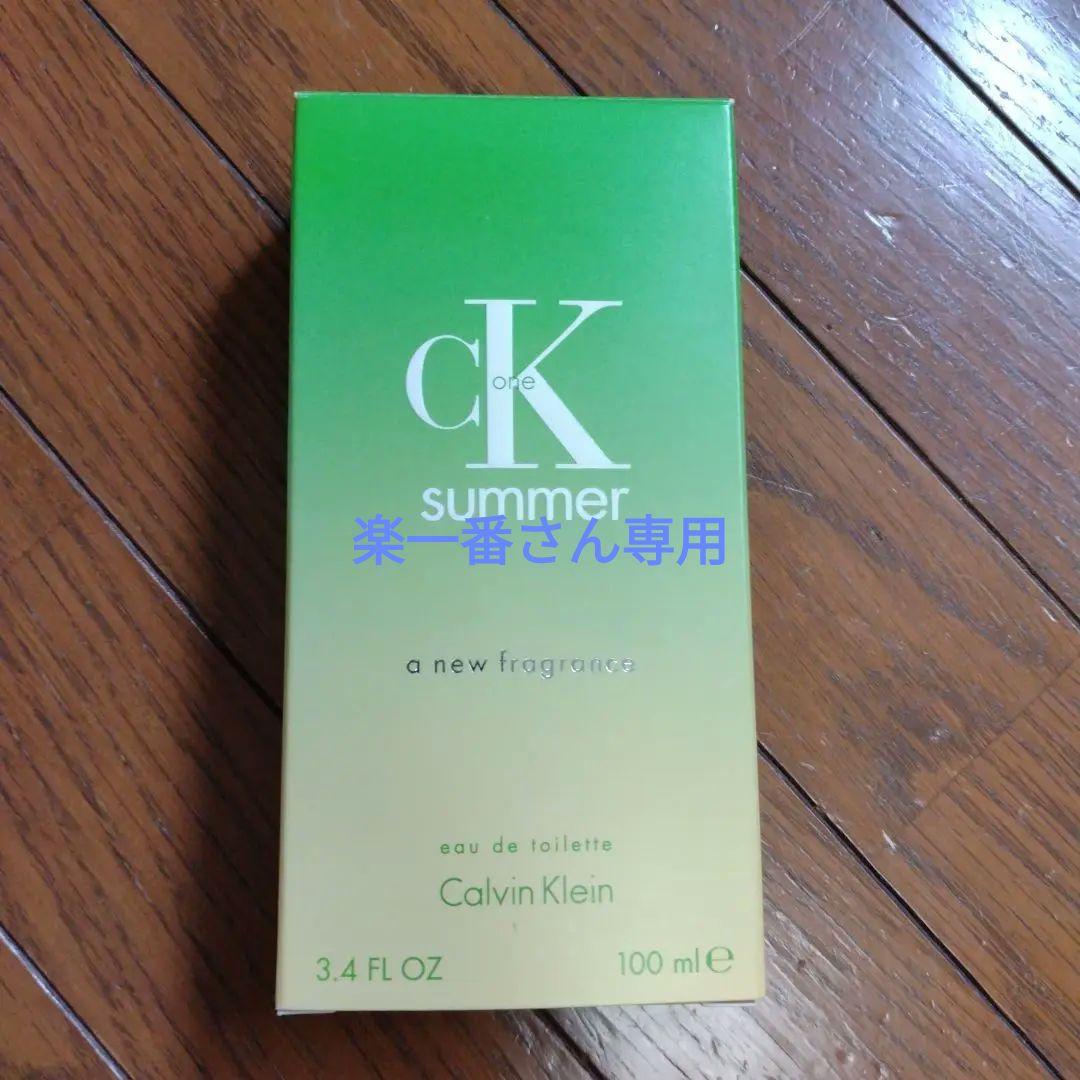 cK
one
summer
楽一番さん専用
a new fragrance
eau de toilette
Calvin Klein
3.4 FL OZ 100 ml e